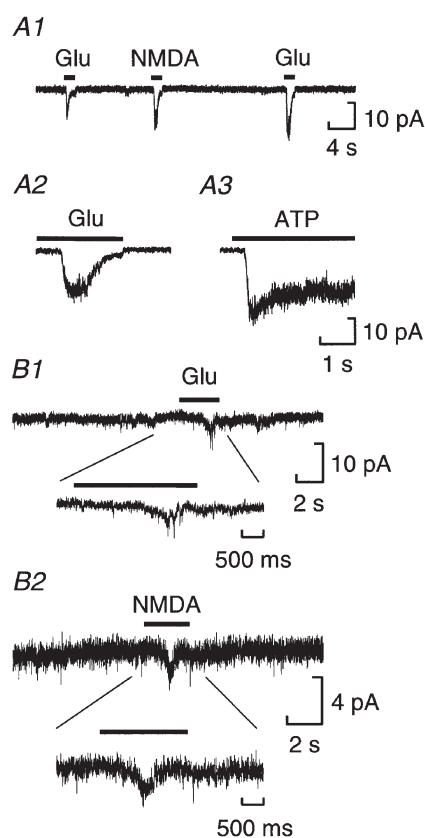 A1
Glu NMDA Glu
10 pA
4 s
A2 A3
Glu ATP
10 pA
1 s
B1
Glu
10 pA
2 s
500 ms
B2
NMDA
4 pA
2 s
500 ms